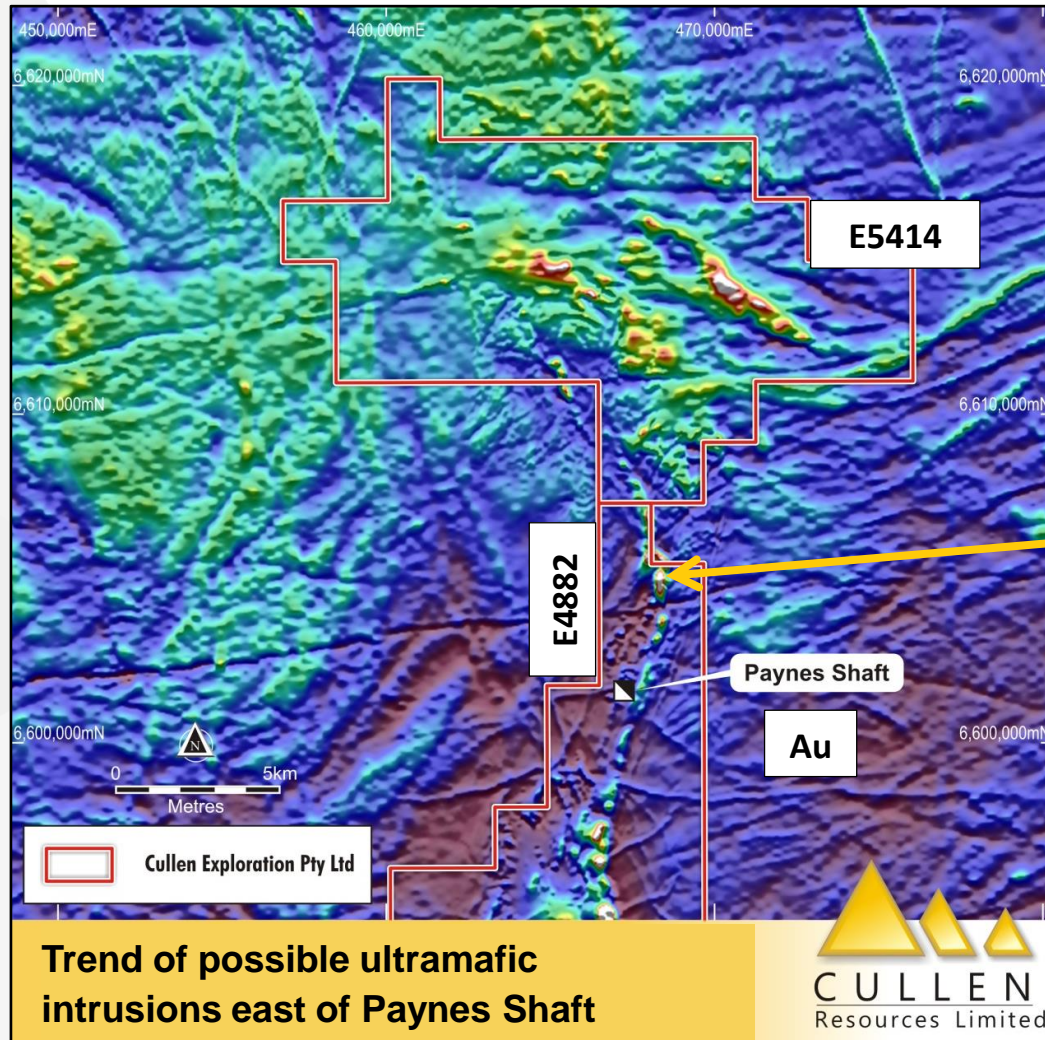 450,000mE
460,000mE
470,000mE
6,620,000mN
6,620,000mN
E5414
6,610,000mN
6,610,000mN
E4882
Paynes Shaft
6,600,000mN
6,600,000mN
Au
N
0 5km
Metres
Cullen Exploration Pty Ltd
Trend of possible ultramafic
intrusions east of Paynes Shaft
CULLEN
Resources Limited